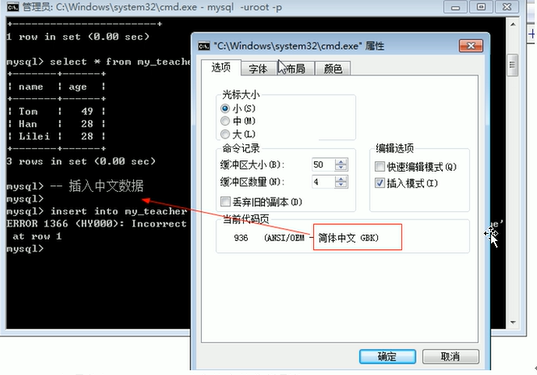 管理员: C:\Windows\system32\cmd.exe - mysql -uroot -p
1 row in set (0.00 sec)
mysql> select * from my_teache
| name | age |
| Tom | 49 |
| Han | 28 |
| Lilei | 28 |
3 rows in set (0.00 sec)
mysql> -- 插入中文数据
mysql>
mysql> insert into my_teacher
ERROR 1366 (HY000): Incorrect
at row 1
mysql>
"C:\Windows\system32\cmd.exe" 属性
选项 字体 布局 颜色
光标大小
小(S)
中(M)
大(L)
命令记录
缓冲区大小(B): 50
缓冲区数量(N): 4
丢弃旧的副本(D)
编辑选项
快速编辑模式(Q)
插入模式(I)
当前代码页
936 (ANSI/OEM - 简体中文 GBK)
确定 取消